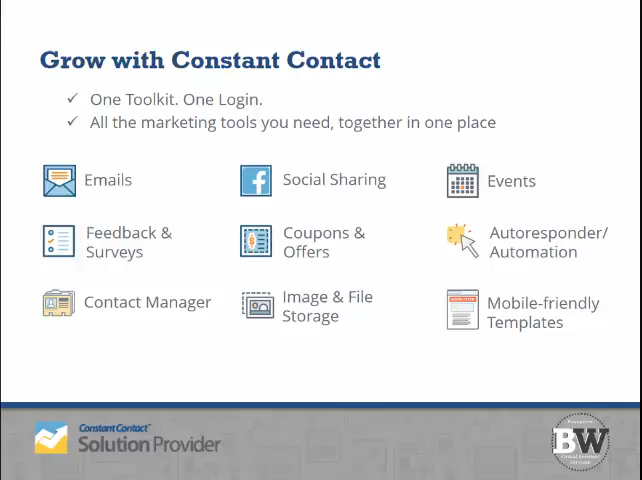 Grow with Constant Contact
✓ One Toolkit. One Login.
✓ All the marketing tools you need, together in one place
Emails
Social Sharing
Events
Feedback &
Surveys
Coupons &
Offers
Autoresponder/
Automation
Contact Manager
Image & File
Storage
Mobile-friendly
Templates
Constant Contact
Solution Provider
BW